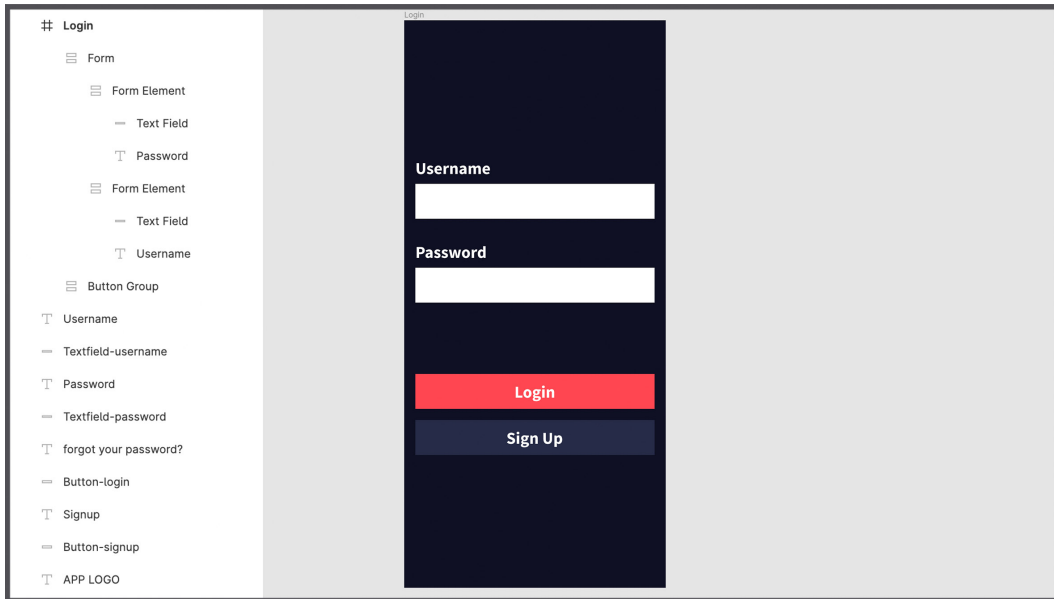 Login
Form
Form Element
Text Field
Password
Form Element
Text Field
Username
Button Group
Username
Textfield-username
Password
Textfield-password
forgot your password?
Button-login
Signup
Button-signup
APP LOGO
Login
Username
Password
Login
Sign Up